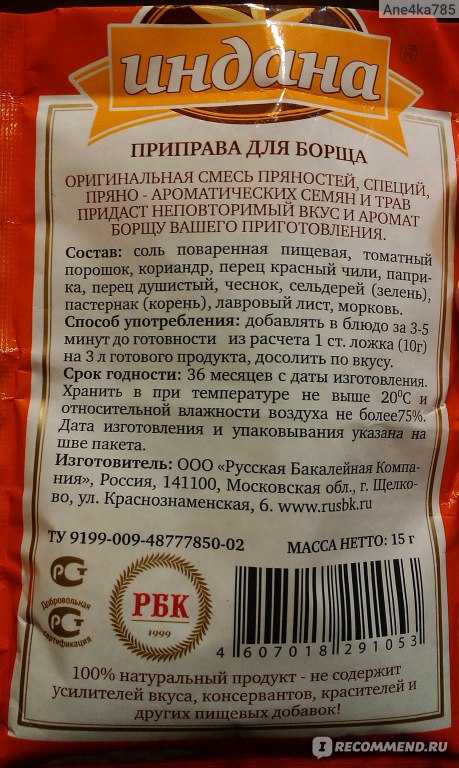 Ane4ka785
индана
®
ПРИПРАВА ДЛЯ БОРЩА
ОРИГИНАЛЬНАЯ СМЕСЬ ПРЯНОСТЕЙ, СПЕЦИЙ,
ПРЯНО - АРОМАТИЧЕСКИХ СЕМЯН И ТРАВ
ПРИДАСТ НЕПОВТОРИМЫЙ ВКУС И АРОМАТ
БОРЩУ ВАШЕГО ПРИГОТОВЛЕНИЯ.
Состав: соль поваренная пищевая, томатный
порошок, кориандр, перец красный чили, папри-
ка, перец душистый, чеснок, сельдерей (зелень),
пастернак (корень), лавровый лист, морковь.
Способ употребления: добавлять в блюдо за 3-5
минут до готовности из расчета 1 ст. ложка (10г)
на 3 л готового продукта, досолить по вкусу.
Срок годности: 36 месяцев с даты изготовления.
Хранить в при температуре не выше 20⁰С и
относительной влажности воздуха не более75%.
Дата изготовления и упаковывания указана на
шве пакета.
Изготовитель: ООО «Русская Бакалейная Компа-
ния», Россия, 141100, Московская обл., г. Щелко-
во, ул. Краснознаменская, 6. www.rusbk.ru
ТУ 9199-009-48777850-02
МАССА НЕТТО: 15 г
Добровольная
сертификация
РБК
1999
4 607018 291053
100% натуральный продукт - не содержит
усилителей вкуса, консервантов, красителей и
других пищевых добавок!
I RECOMMEND.RU